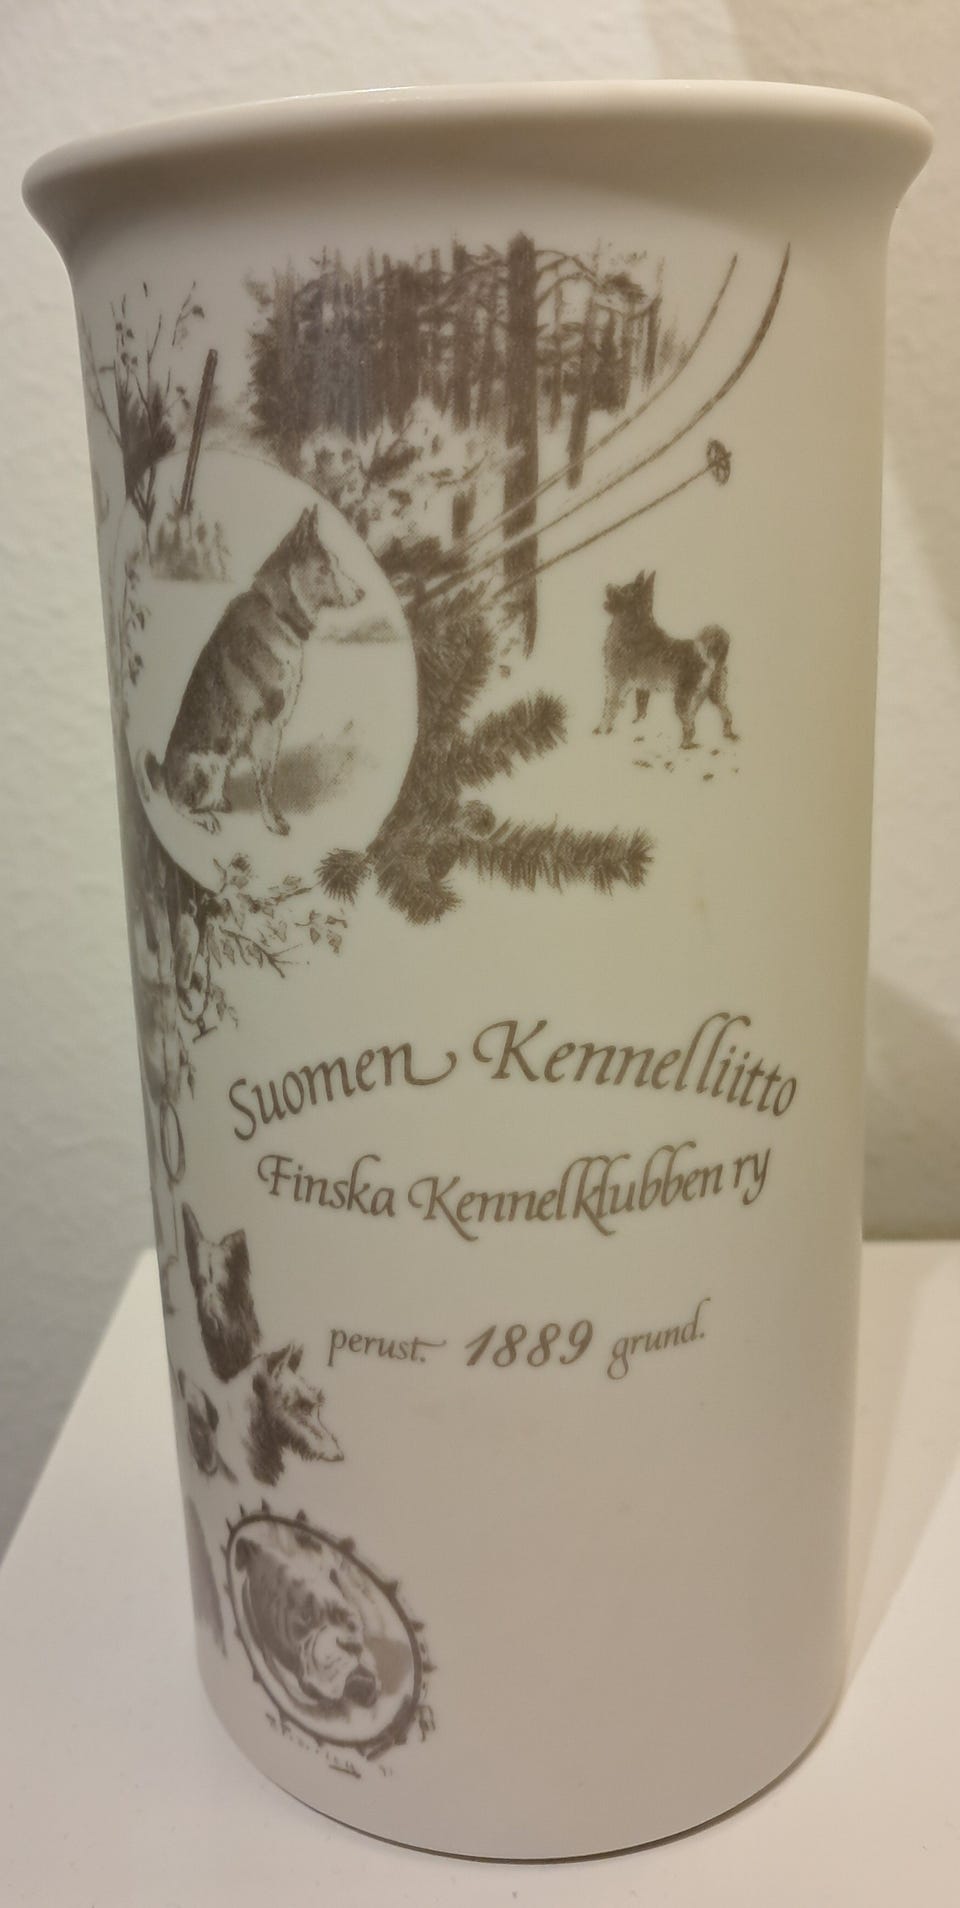 Suomen Kennelliitto
Finska Kennelklubben ry
perust. 1889 grund.